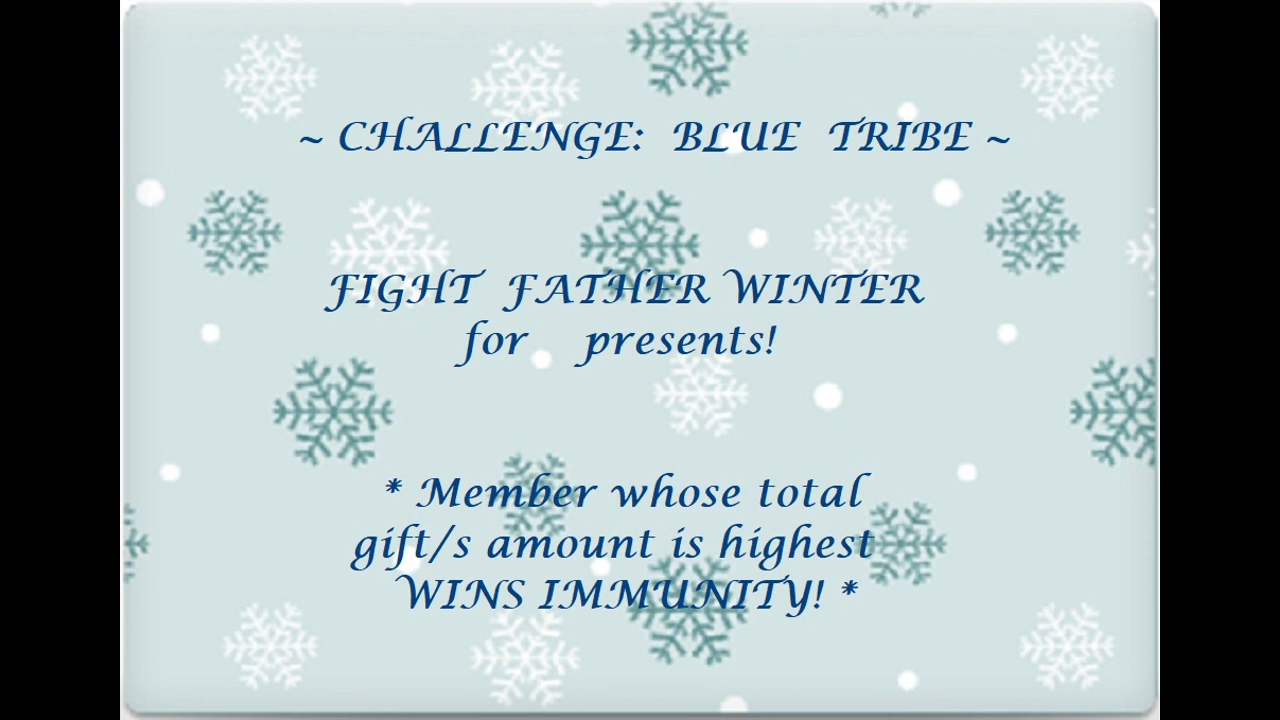 ~ CHALLENGE: BLUE TRIBE ~
FIGHT FATHER WINTER
for presents!
* Member whose total
gift/s amount is highest
WINS IMMUNITY! *